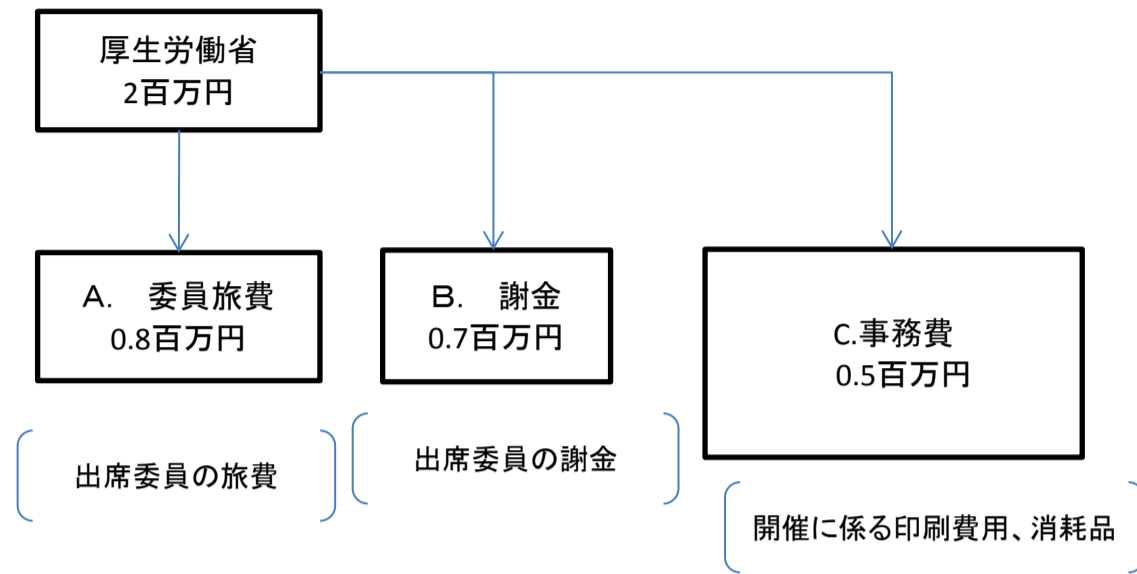 厚生労働省
2百万円
A.　委員旅費
0.8百万円
B.　謝金
0.7百万円
C.事務費
0.5百万円
出席委員の旅費
出席委員の謝金
開催に係る印刷費用、消耗品